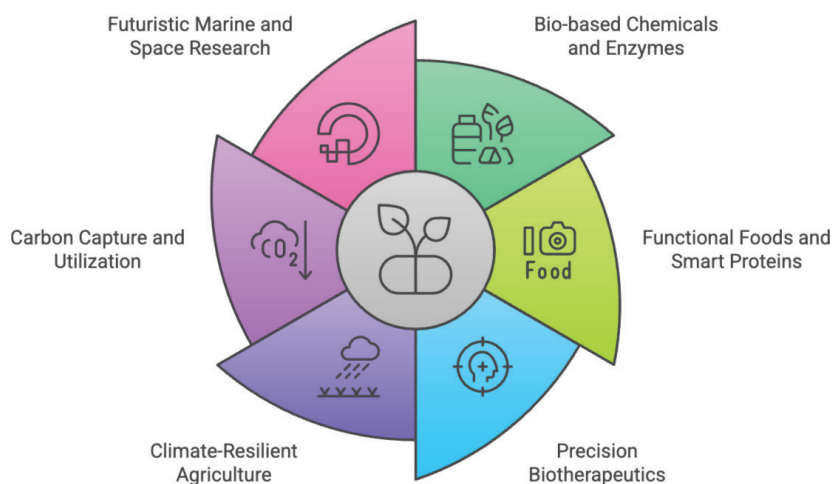 Futuristic Marine and
Space Research
Bio-based Chemicals
and Enzymes
Carbon Capture and
Utilization
CO2
Food
Functional Foods and
Smart Proteins
Climate-Resilient
Agriculture
Precision
Biotherapeutics